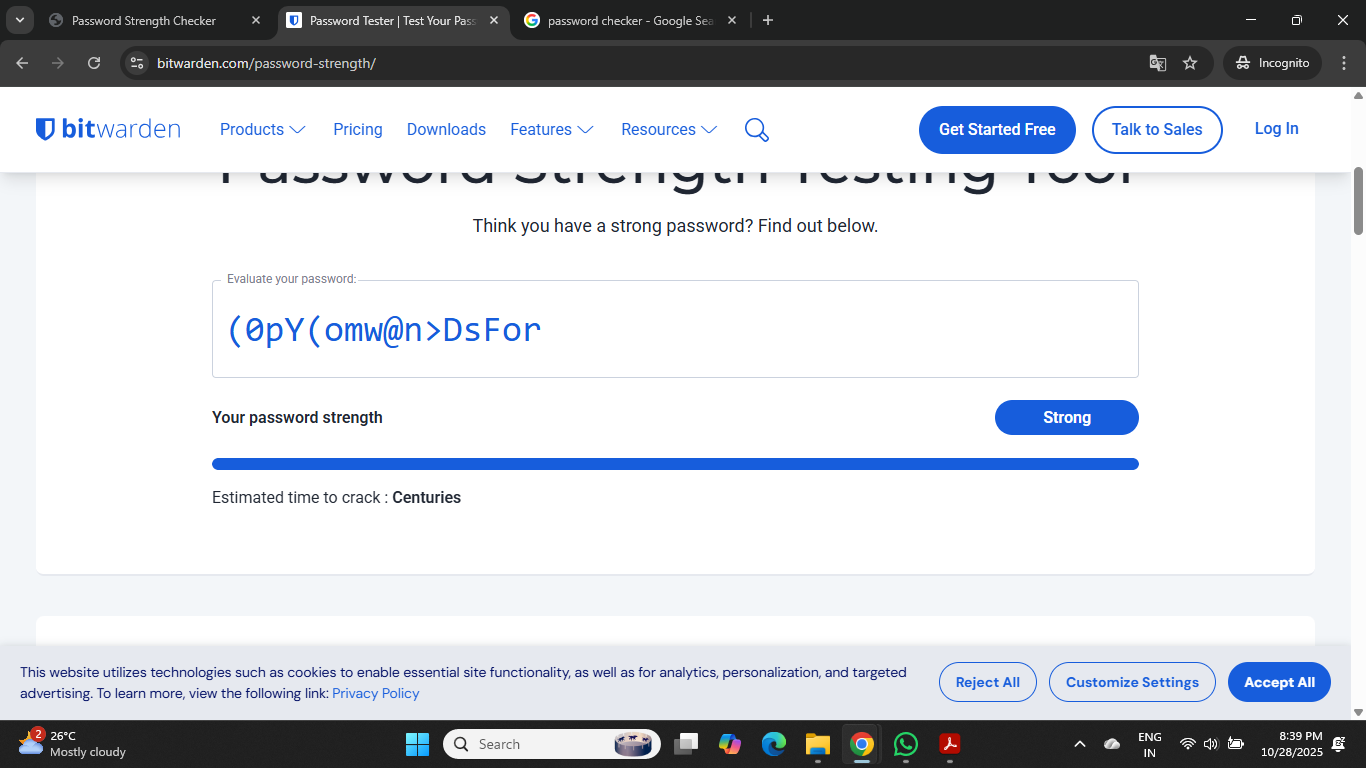 Password Strength Checker
Password Tester | Test Your Pass
password checker - Google Sea
bitwarden.com/password-strength/
Incognito
bitwarden
Products
Pricing
Downloads
Features
Resources
Get Started Free
Talk to Sales
Log In
Password Strength Testing Tool
Think you have a strong password? Find out below.
Evaluate your password:
(0pY(omw@n>DsFor
Your password strength
Strong
Estimated time to crack : Centuries
This website utilizes technologies such as cookies to enable essential site functionality, as well as for analytics, personalization, and targeted
advertising. To learn more, view the following link: Privacy Policy
Reject All
Customize Settings
Accept All
2
26°C
Mostly cloudy
Search
ENG
IN
8:39 PM
10/28/2025